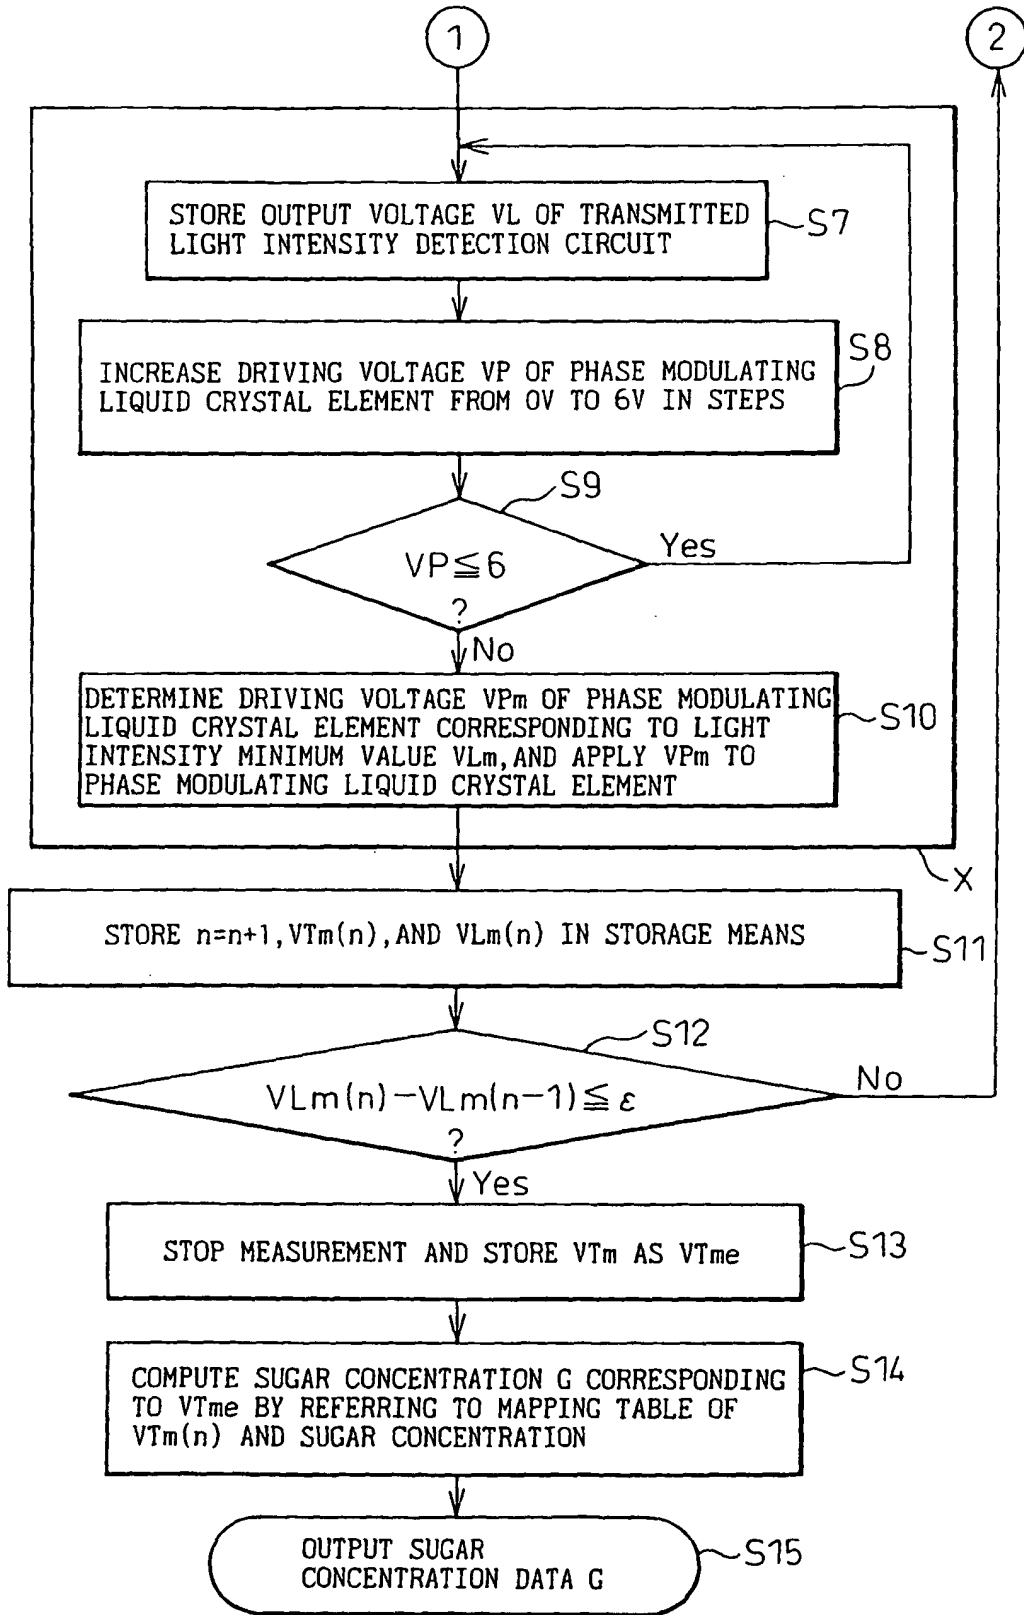 1
2
STORE OUTPUT VOLTAGE VL OF TRANSMITTED
LIGHT INTENSITY DETECTION CIRCUIT
S7
INCREASE DRIVING VOLTAGE VP OF PHASE MODULATING
LIQUID CRYSTAL ELEMENT FROM 0V TO 6V IN STEPS
S8
S9
VP≦6
?
Yes
No
DETERMINE DRIVING VOLTAGE VPm OF PHASE MODULATING
LIQUID CRYSTAL ELEMENT CORRESPONDING TO LIGHT
INTENSITY MINIMUM VALUE VLm, AND APPLY VPm TO
PHASE MODULATING LIQUID CRYSTAL ELEMENT
S10
X
STORE n=n+1, VTm(n), AND VLm(n) IN STORAGE MEANS
S11
S12
VLm(n)-VLm(n-1)≦ε
?
No
Yes
STOP MEASUREMENT AND STORE VTm AS VTme
S13
COMPUTE SUGAR CONCENTRATION G CORRESPONDING
TO VTme BY REFERRING TO MAPPING TABLE OF
VTm(n) AND SUGAR CONCENTRATION
S14
OUTPUT SUGAR
CONCENTRATION DATA G
S15